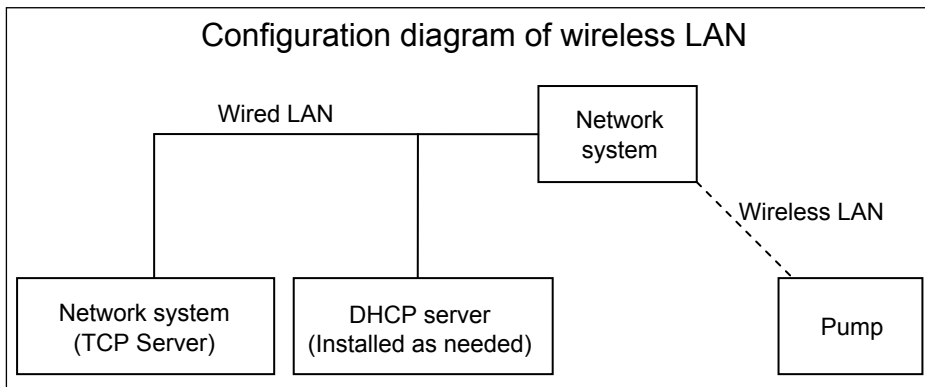 Configuration diagram of wireless LAN
Wired LAN
Network
system
Wireless LAN
Network system
(TCP Server)
DHCP server
(Installed as needed)
Pump